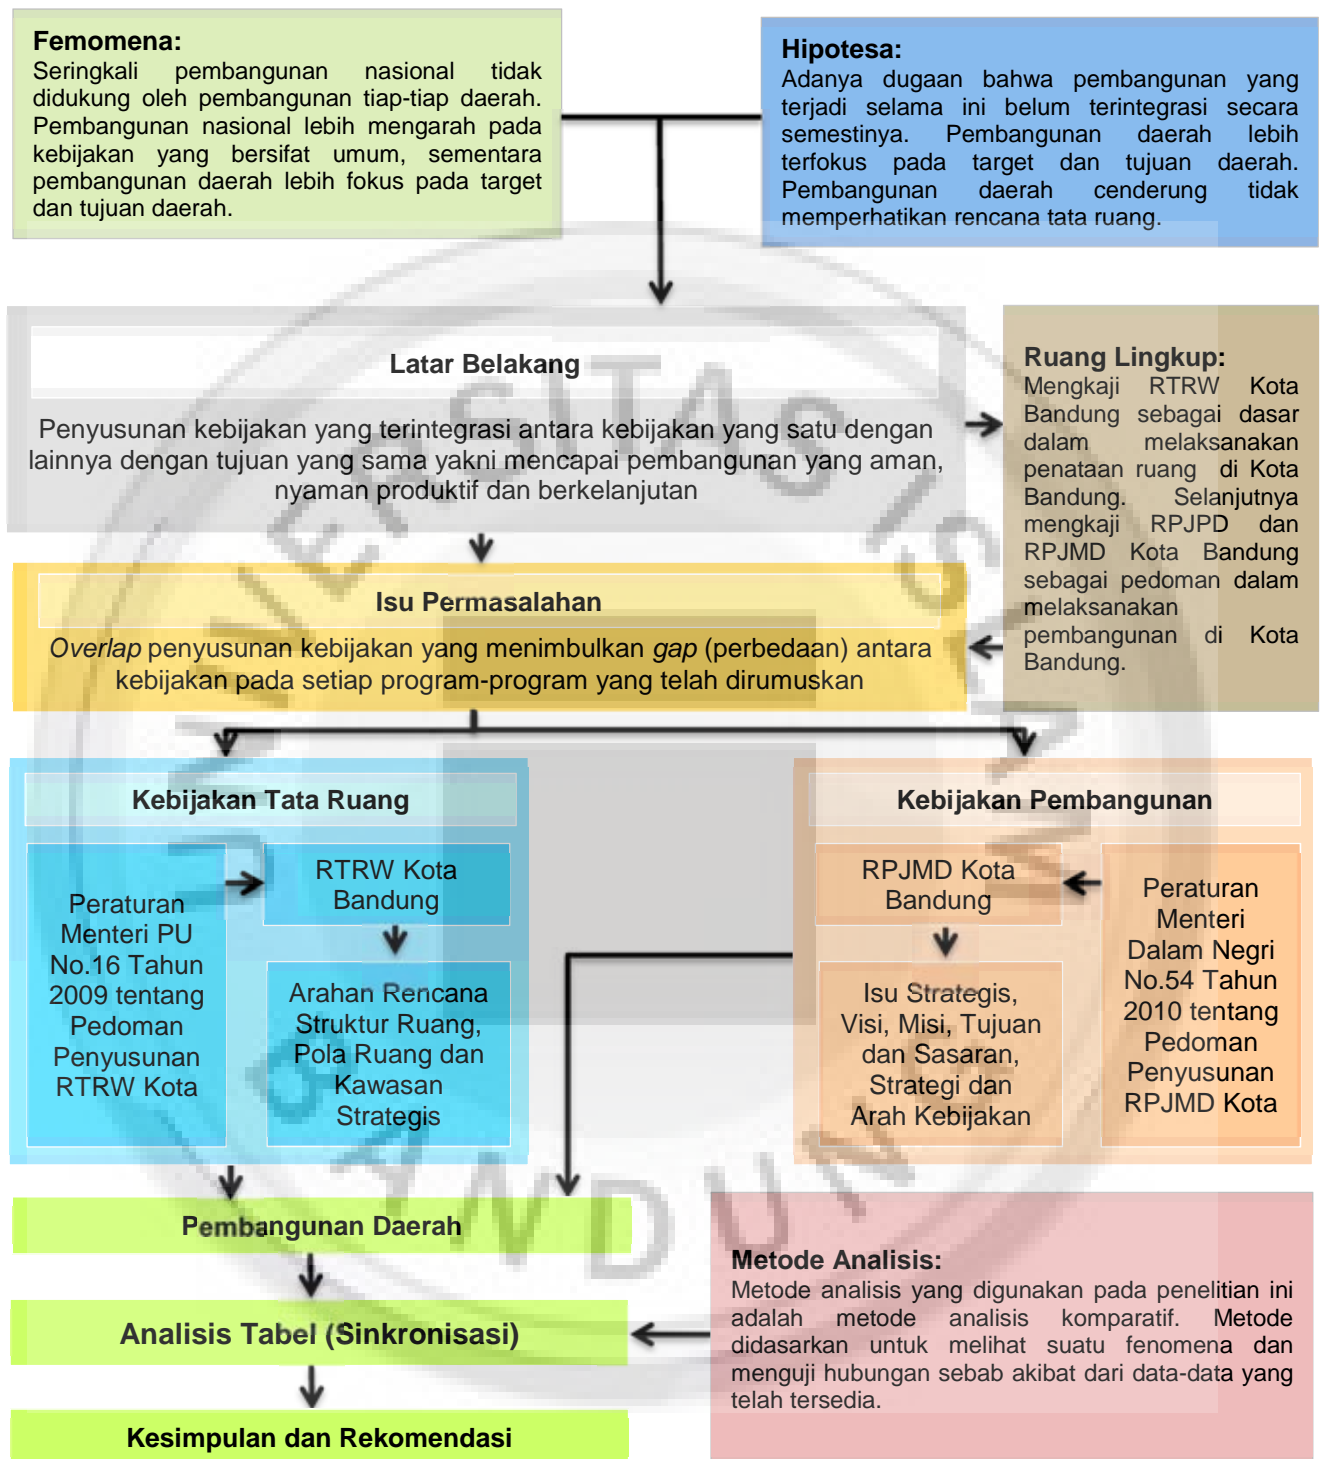 Femomena:
Seringkali pembangunan nasional tidak
didukung oleh pembangunan tiap-tiap daerah.
Pembangunan nasional lebih mengarah pada
kebijakan yang bersifat umum, sementara
pembangunan daerah lebih fokus pada target
dan tujuan daerah.
Hipotesa:
Adanya dugaan bahwa pembangunan yang
terjadi selama ini belum terintegrasi secara
semestinya. Pembangunan daerah lebih
terfokus pada target dan tujuan daerah.
Pembangunan daerah cenderung tidak
memperhatikan rencana tata ruang.
Latar Belakang
Penyusunan kebijakan yang terintegrasi antara kebijakan yang satu dengan
lainnya dengan tujuan yang sama yakni mencapai pembangunan yang aman,
nyaman produktif dan berkelanjutan
Ruang Lingkup:
Mengkaji RTRW Kota
Bandung sebagai dasar
dalam melaksanakan
penataan ruang di Kota
Bandung. Selanjutnya
mengkaji RPJPD dan
RPJMD Kota Bandung
sebagai pedoman dalam
melaksanakan
pembangunan di Kota
Bandung.
Isu Permasalahan
Overlap penyusunan kebijakan yang menimbulkan gap (perbedaan) antara
kebijakan pada setiap program-program yang telah dirumuskan
Kebijakan Tata Ruang
Peraturan
Menteri PU
No.16 Tahun
2009 tentang
Pedoman
Penyusunan
RTRW Kota
RTRW Kota
Bandung
Arahan Rencana
Struktur Ruang,
Pola Ruang dan
Kawasan
Strategis
Kebijakan Pembangunan
RPJMD Kota
Bandung
Isu Strategis,
Visi, Misi, Tujuan
dan Sasaran,
Strategi dan
Arah Kebijakan
Peraturan
Menteri
Dalam Negri
No.54 Tahun
2010 tentang
Pedoman
Penyusunan
RPJMD Kota
Pembangunan Daerah
Analisis Tabel (Sinkronisasi)
Kesimpulan dan Rekomendasi
Metode Analisis:
Metode analisis yang digunakan pada penelitian ini
adalah metode analisis komparatif. Metode
didasarkan untuk melihat suatu fenomena dan
menguji hubungan sebab akibat dari data-data yang
telah tersedia.
UNIVERSITAS ISLAM
BANDUNG